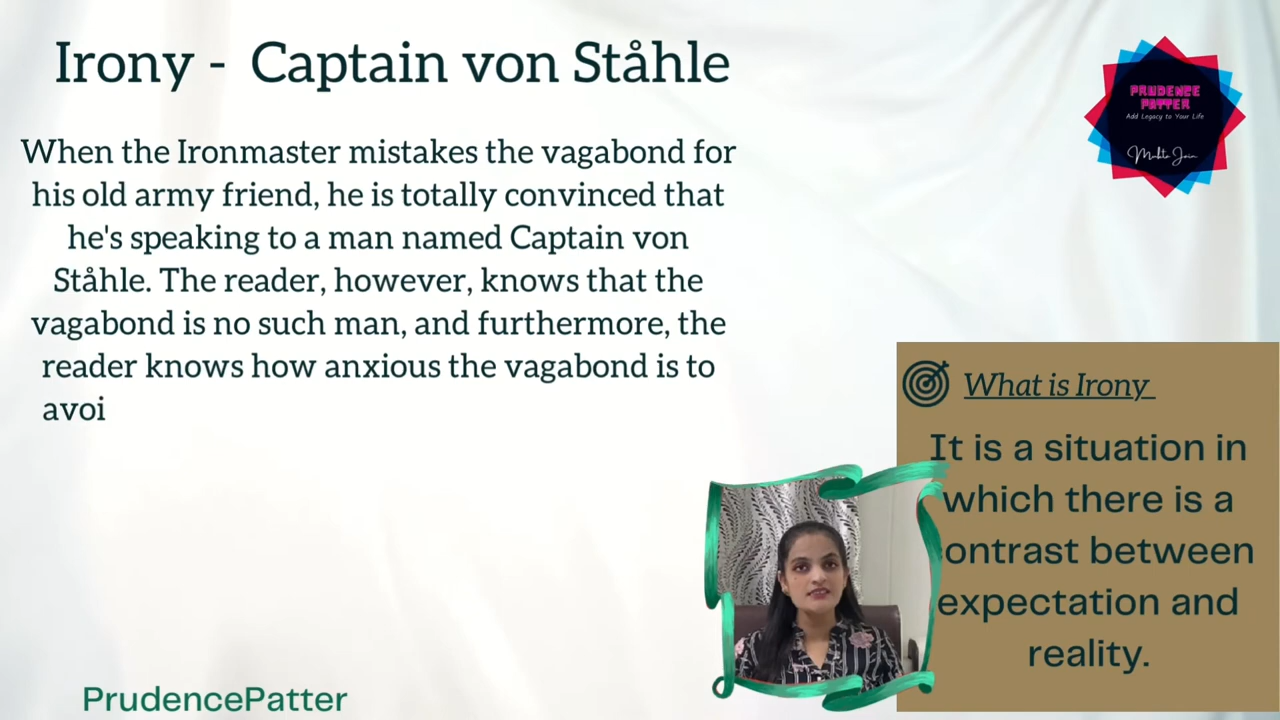 Irony - Captain von Ståhle
When the Ironmaster mistakes the vagabond for
his old army friend, he is totally convinced that
he's speaking to a man named Captain von
Ståhle. The reader, however, knows that the
vagabond is no such man, and furthermore, the
reader knows how anxious the vagabond is to
avoi
PRUDENCE
PATTER
Add Legacy to Your Life
What is Irony
It is a situation in
which there is a
ontrast between
expectation and
reality.
PrudencePatter